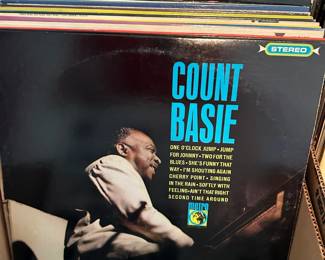 STEREO
COUNT
BASIE
ONE O'CLOCK JUMP • JUMP
FOR JOHNNY • TWO FOR THE
BLUES • SHE'S FUNNY THAT
WAY • I'M SHOUTING AGAIN
CHERRY POINT • SINGING
IN THE RAIN • SOFTLY WITH
FEELING • AIN'T THAT RIGHT
SECOND TIME AROUND
metro